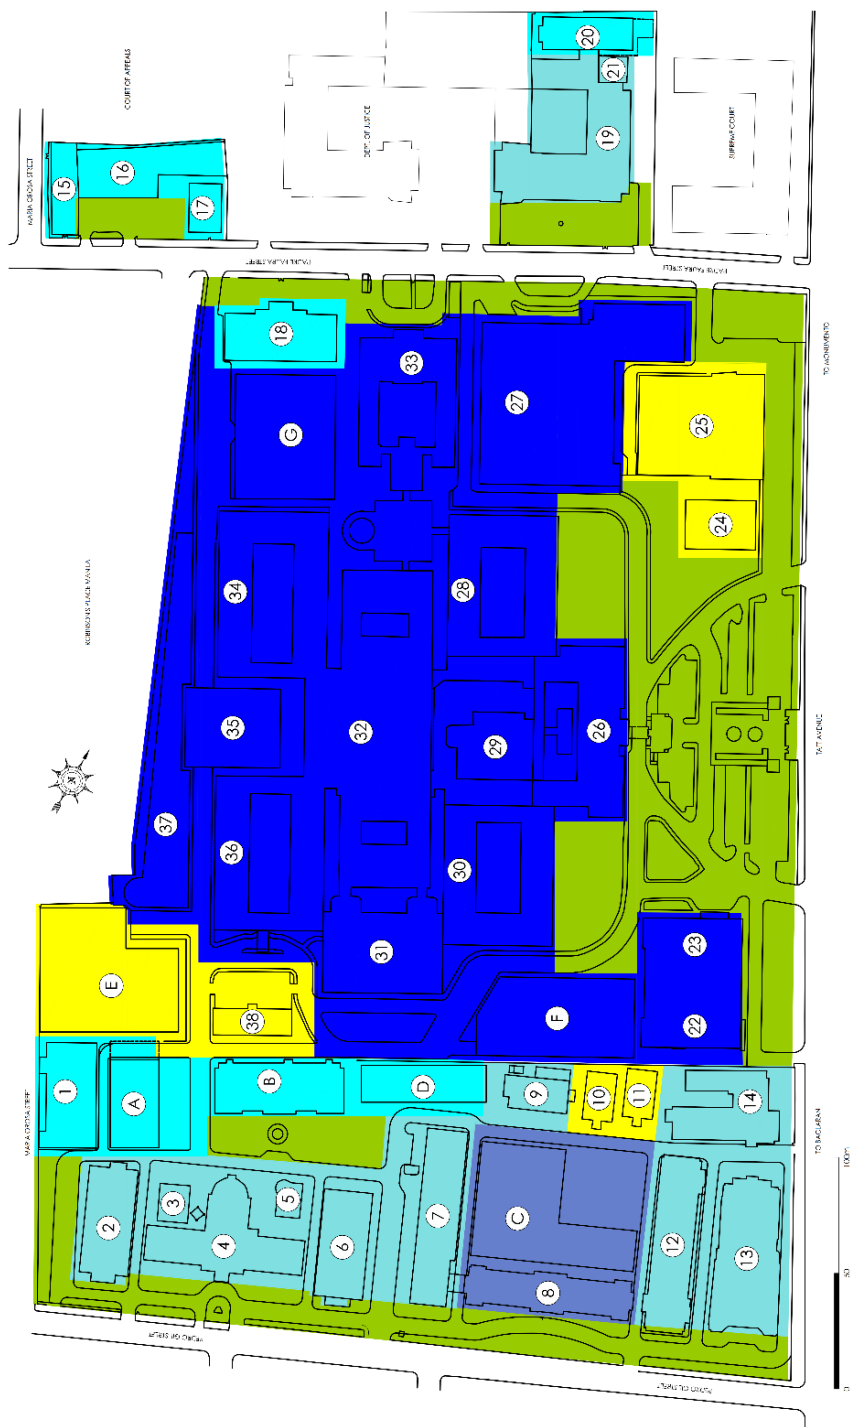 COURT OF APPEALS
MARIA OROSA STREET
15
16
17
DEPT. OF JUSTICE
20
21
19
SUPREME COURT
PADRE FAURA STREET
PADRE FAURA STREET
18
33
G
27
25
24
TO MONUMENTO
ROBINSON'S PLACE MANILA
34
28
35
32
29
26
TAFT AVENUE
N
37
36
30
31
23
22
F
E
38
MARIA OROSA STREET
1
A
B
D
9
10
11
14
TO BACLARAN
2
3
4
5
6
7
C
8
12
13
PEDRO GIL STREET
PEDRO GIL STREET
0
50
100m